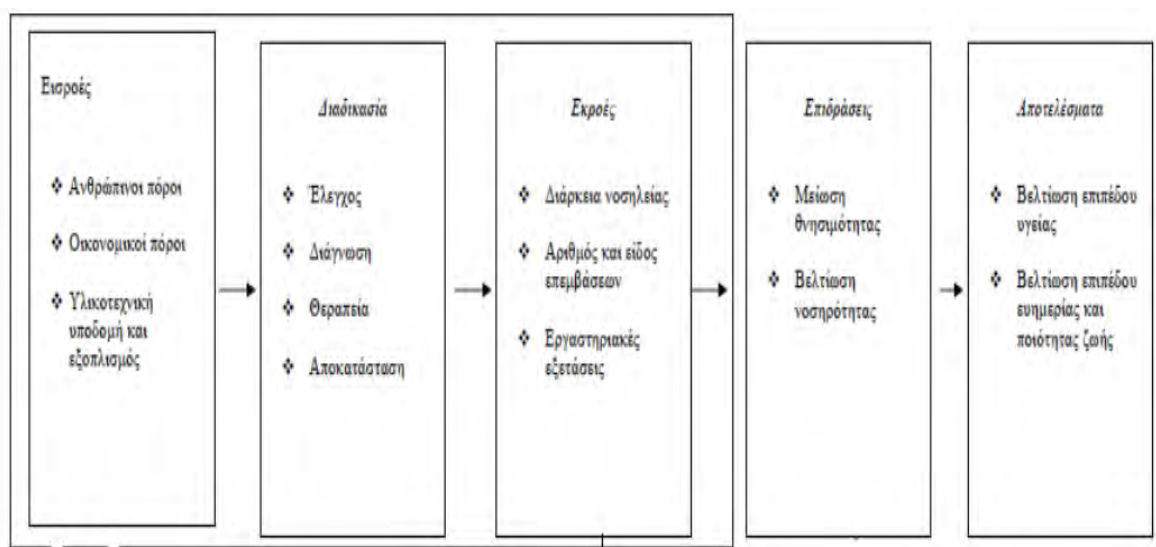 Εισροές
❖ Ανθρώπινοι πόροι
❖ Οικονομικοί πόροι
❖ Υλικοτεχνική
υποδομή και
εξοπλισμός
Διαδικασία
❖ Έλεγχος
❖ Διάγνωση
❖ Θεραπεία
❖ Αποκατάσταση
Εκροές
❖ Διάρκεια νοσηλείας
❖ Αριθμός και είδος
επεμβάσεων
❖ Εργαστηριακές
εξετάσεις
Επιδράσεις
❖ Μείωση
θνησιμότητας
❖ Βελτίωση
νοσηρότητας
Αποτελέσματα
❖ Βελτίωση επιπέδου
υγείας
❖ Βελτίωση επιπέδου
ευημερίας και
ποιότητας ζωής